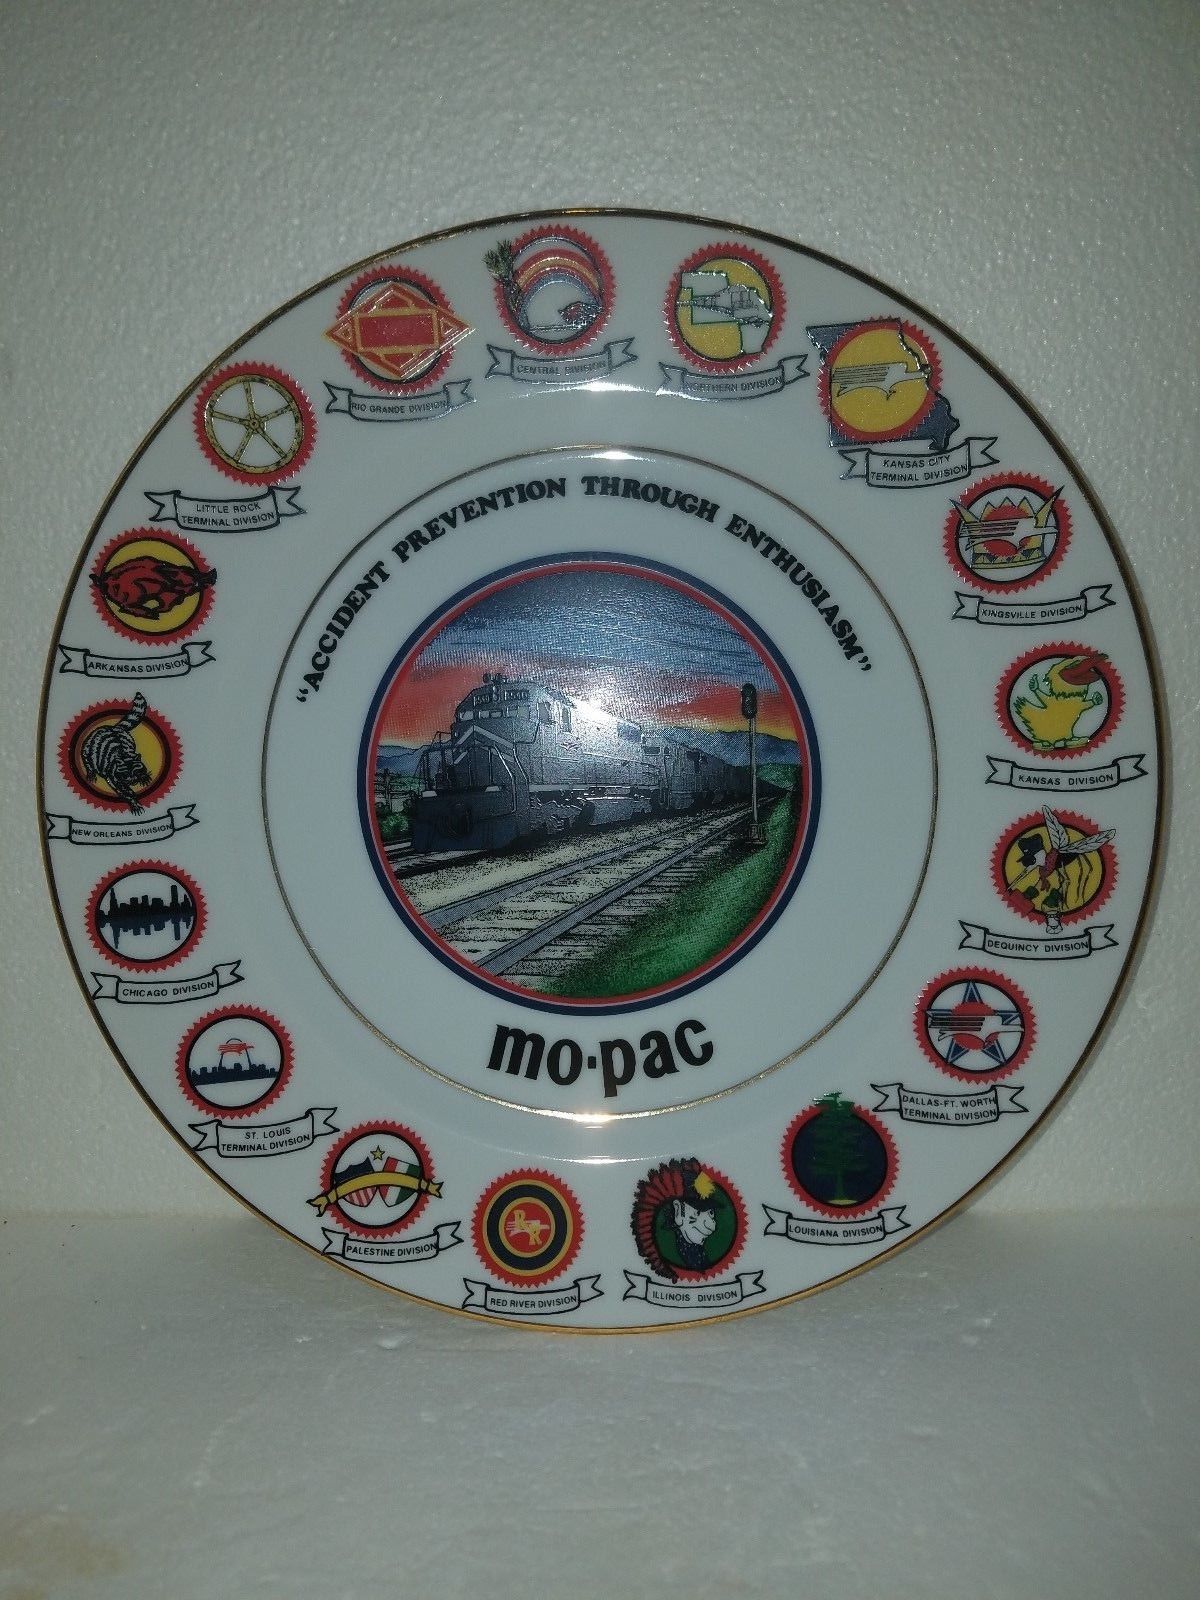 "ACCIDENT PREVENTION THROUGH ENTHUSIASM"
mo·pac
CENTRAL DIVISION
NORTHERN DIVISION
KANSAS CITY
TERMINAL DIVISION
KINGSVILLE DIVISION
KANSAS DIVISION
DEQUINCY DIVISION
DALLAS-FT. WORTH
TERMINAL DIVISION
LOUISIANA DIVISION
ILLINOIS DIVISION
RR
RED RIVER DIVISION
PALESTINE DIVISION
ST. LOUIS
TERMINAL DIVISION
CHICAGO DIVISION
NEW ORLEANS DIVISION
ARKANSAS DIVISION
LITTLE ROCK
TERMINAL DIVISION
RIO GRANDE DIVISION